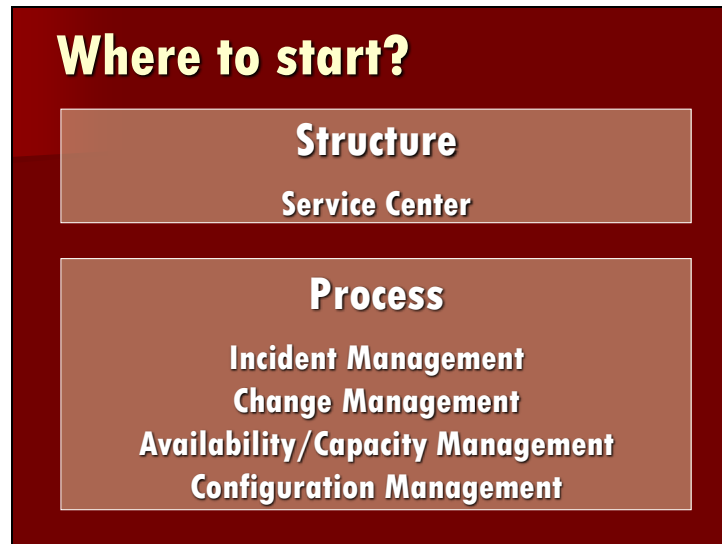 Where to start?
Structure
Service Center
Process
Incident Management
Change Management
Availability/Capacity Management
Configuration Management